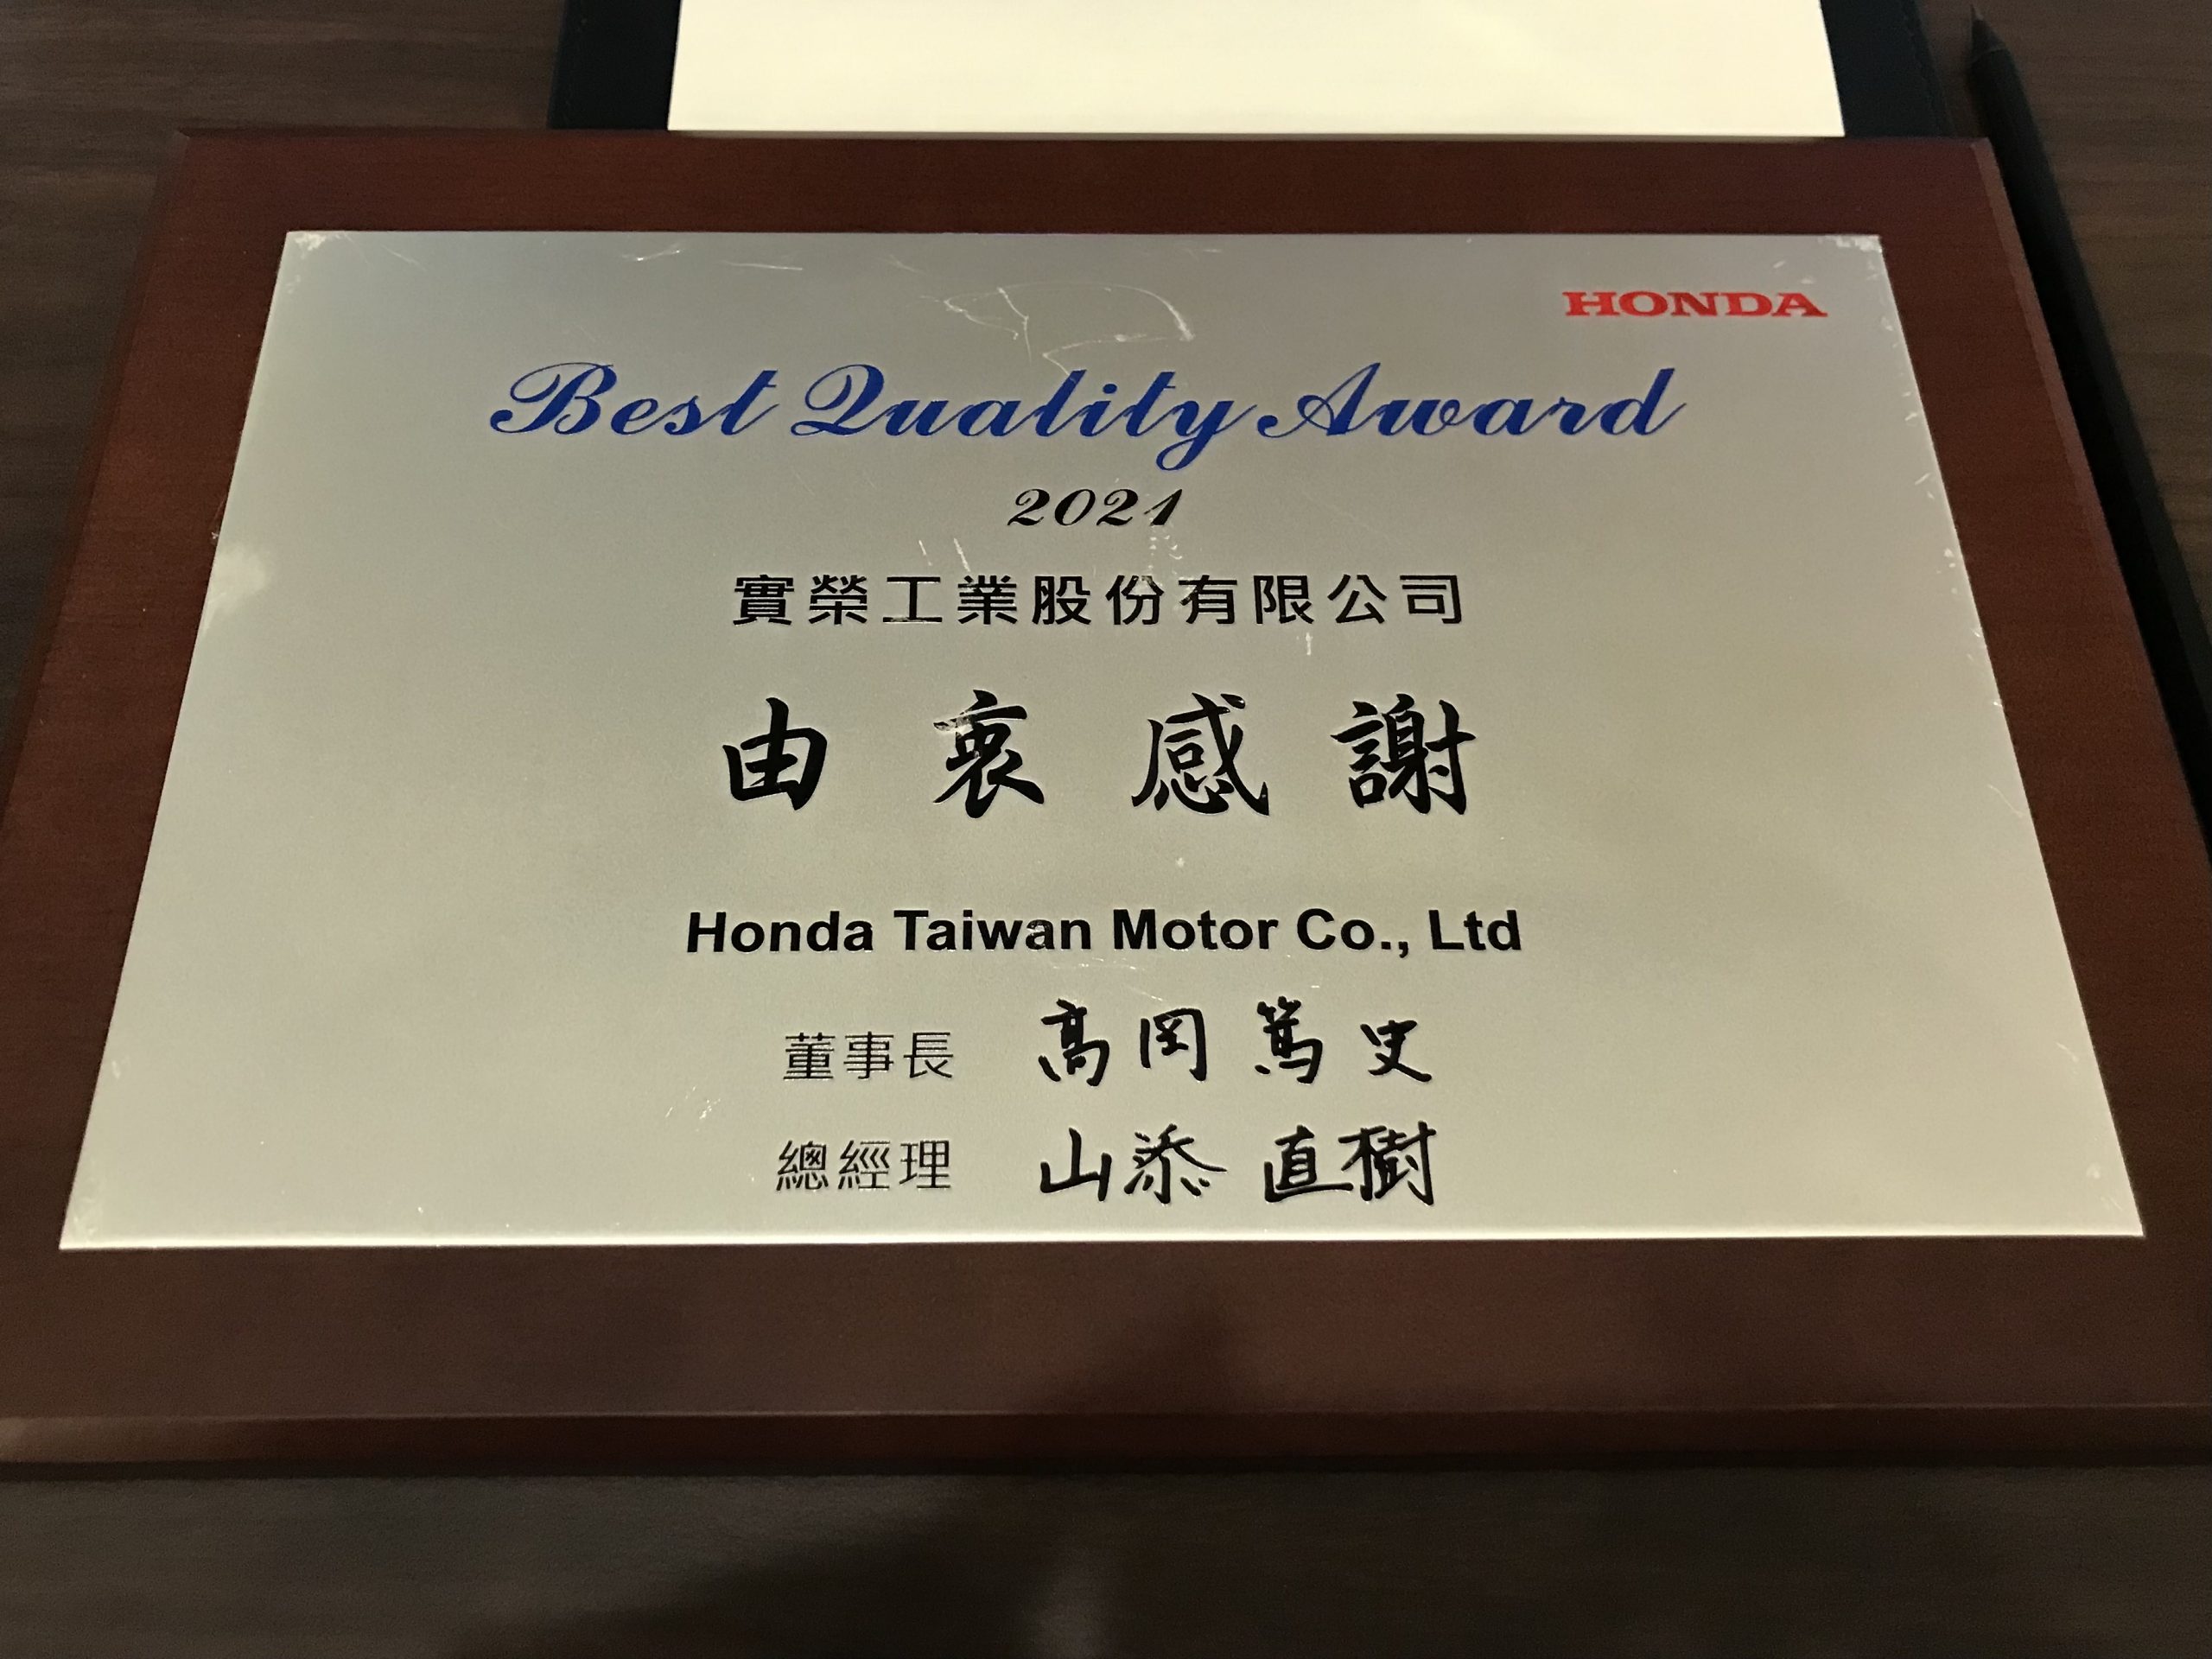 HONDA
Best Quality Award
2021
實榮工業股份有限公司
由衷感謝
Honda Taiwan Motor Co., Ltd
董事長 高岡 篤史
總經理 山添 直樹